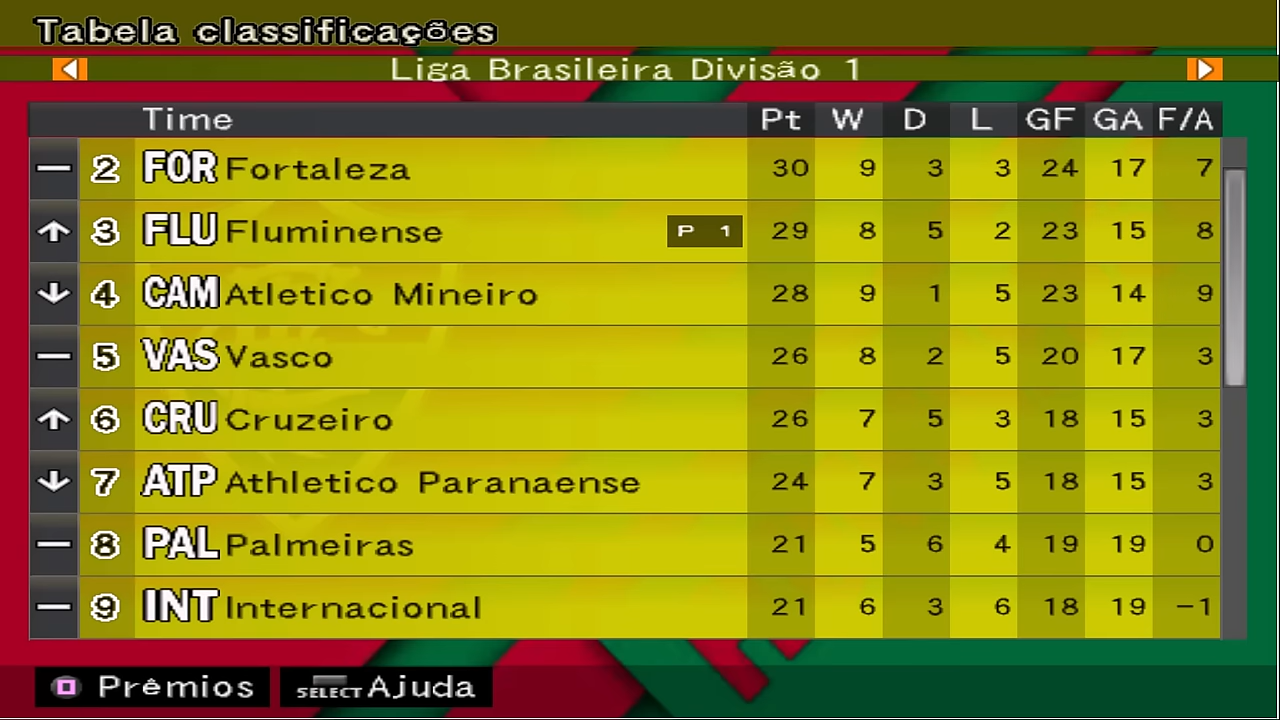 Tabela classificações
Liga Brasileira Divisão 1
Time Pt W D L GF GA F/A
2 FOR Fortaleza 30 9 3 3 24 17 7
3 FLU Fluminense P 1 29 8 5 2 23 15 8
4 CAM Atletico Mineiro 28 9 1 5 23 14 9
5 VAS Vasco 26 8 2 5 20 17 3
6 CRU Cruzeiro 26 7 5 3 18 15 3
7 ATP Athletico Paranaense 24 7 3 5 18 15 3
8 PAL Palmeiras 21 5 6 4 19 19 0
9 INT Internacional 21 6 3 6 18 19 -1
Prêmios SELECT Ajuda